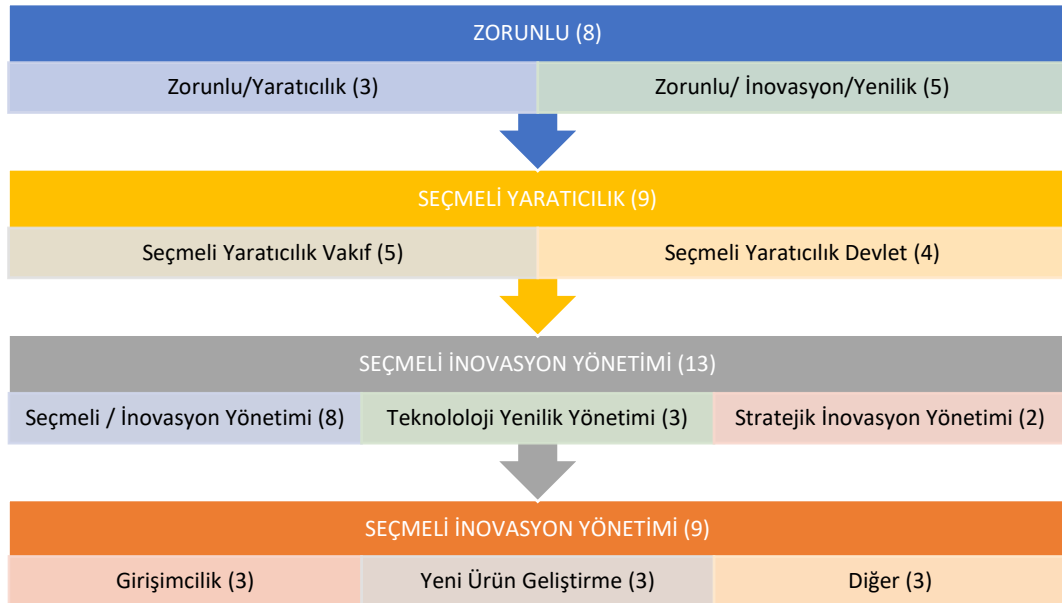 ZORUNLU (8)
Zorunlu/Yaratıcılık (3)
Zorunlu/ İnovasyon/Yenilik (5)
SEÇMELİ YARATICILIK (9)
Seçmeli Yaratıcılık Vakıf (5)
Seçmeli Yaratıcılık Devlet (4)
SEÇMELİ İNOVASYON YÖNETİMİ (13)
Seçmeli / İnovasyon Yönetimi (8)
Teknololoji Yenilik Yönetimi (3)
Stratejik İnovasyon Yönetimi (2)
SEÇMELİ İNOVASYON YÖNETİMİ (9)
Girişimcilik (3)
Yeni Ürün Geliştirme (3)
Diğer (3)